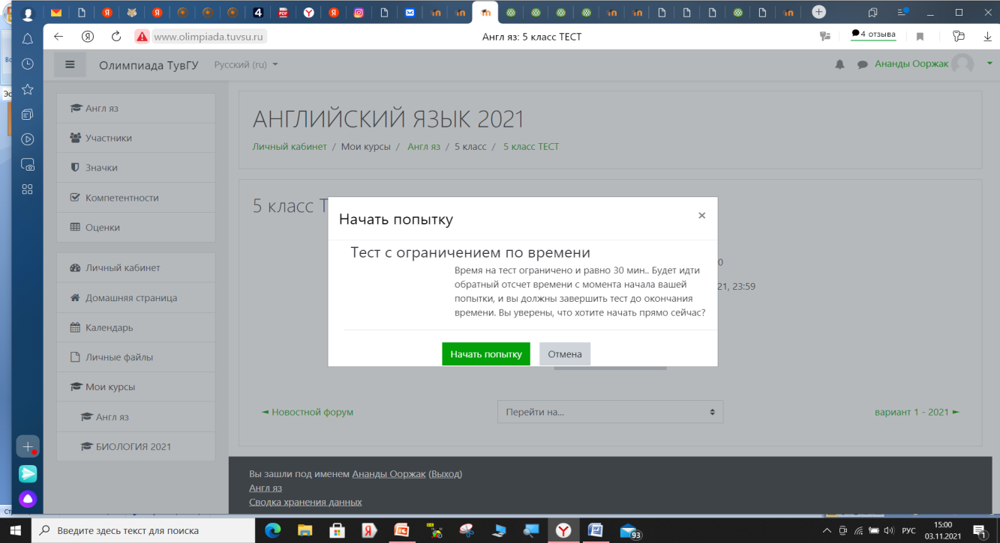 www.olimpiada.tuvsu.ru
Англ яз: 5 класс ТЕСТ
4 отзыва
Олимпиада ТувГУ
Русский (ru)
Ананды Ооржак
Англ яз
Участники
Значки
Компетентности
Оценки
Личный кабинет
Домашняя страница
Календарь
Личные файлы
Мои курсы
Англ яз
БИОЛОГИЯ 2021
АНГЛИЙСКИЙ ЯЗЫК 2021
Личный кабинет / Мои курсы / Англ яз / 5 класс / 5 класс ТЕСТ
5 класс Т
Начать попытку
×
Тест с ограничением по времени
Время на тест ограничено и равно 30 мин.. Будет идти
обратный отсчет времени с момента начала вашей
попытки, и вы должны завершить тест до окончания
времени. Вы уверены, что хотите начать прямо сейчас?
0
21, 23:59
Начать попытку
Отмена
◄ Новостной форум
Перейти на...
вариант 1 - 2021 ►
Вы зашли под именем Ананды Ооржак (Выход)
Англ яз
Сводка хранения данных
Введите здесь текст для поиска
93
РУС
15:00
03.11.2021
1